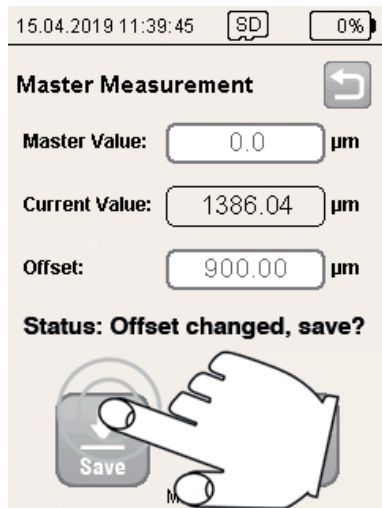 15.04.2019 11:39:45 SD 0%
Master Measurement
Master Value: 0.0 µm
Current Value: 1386.04 µm
Offset: 900.00 µm
Status: Offset changed, save?
Save